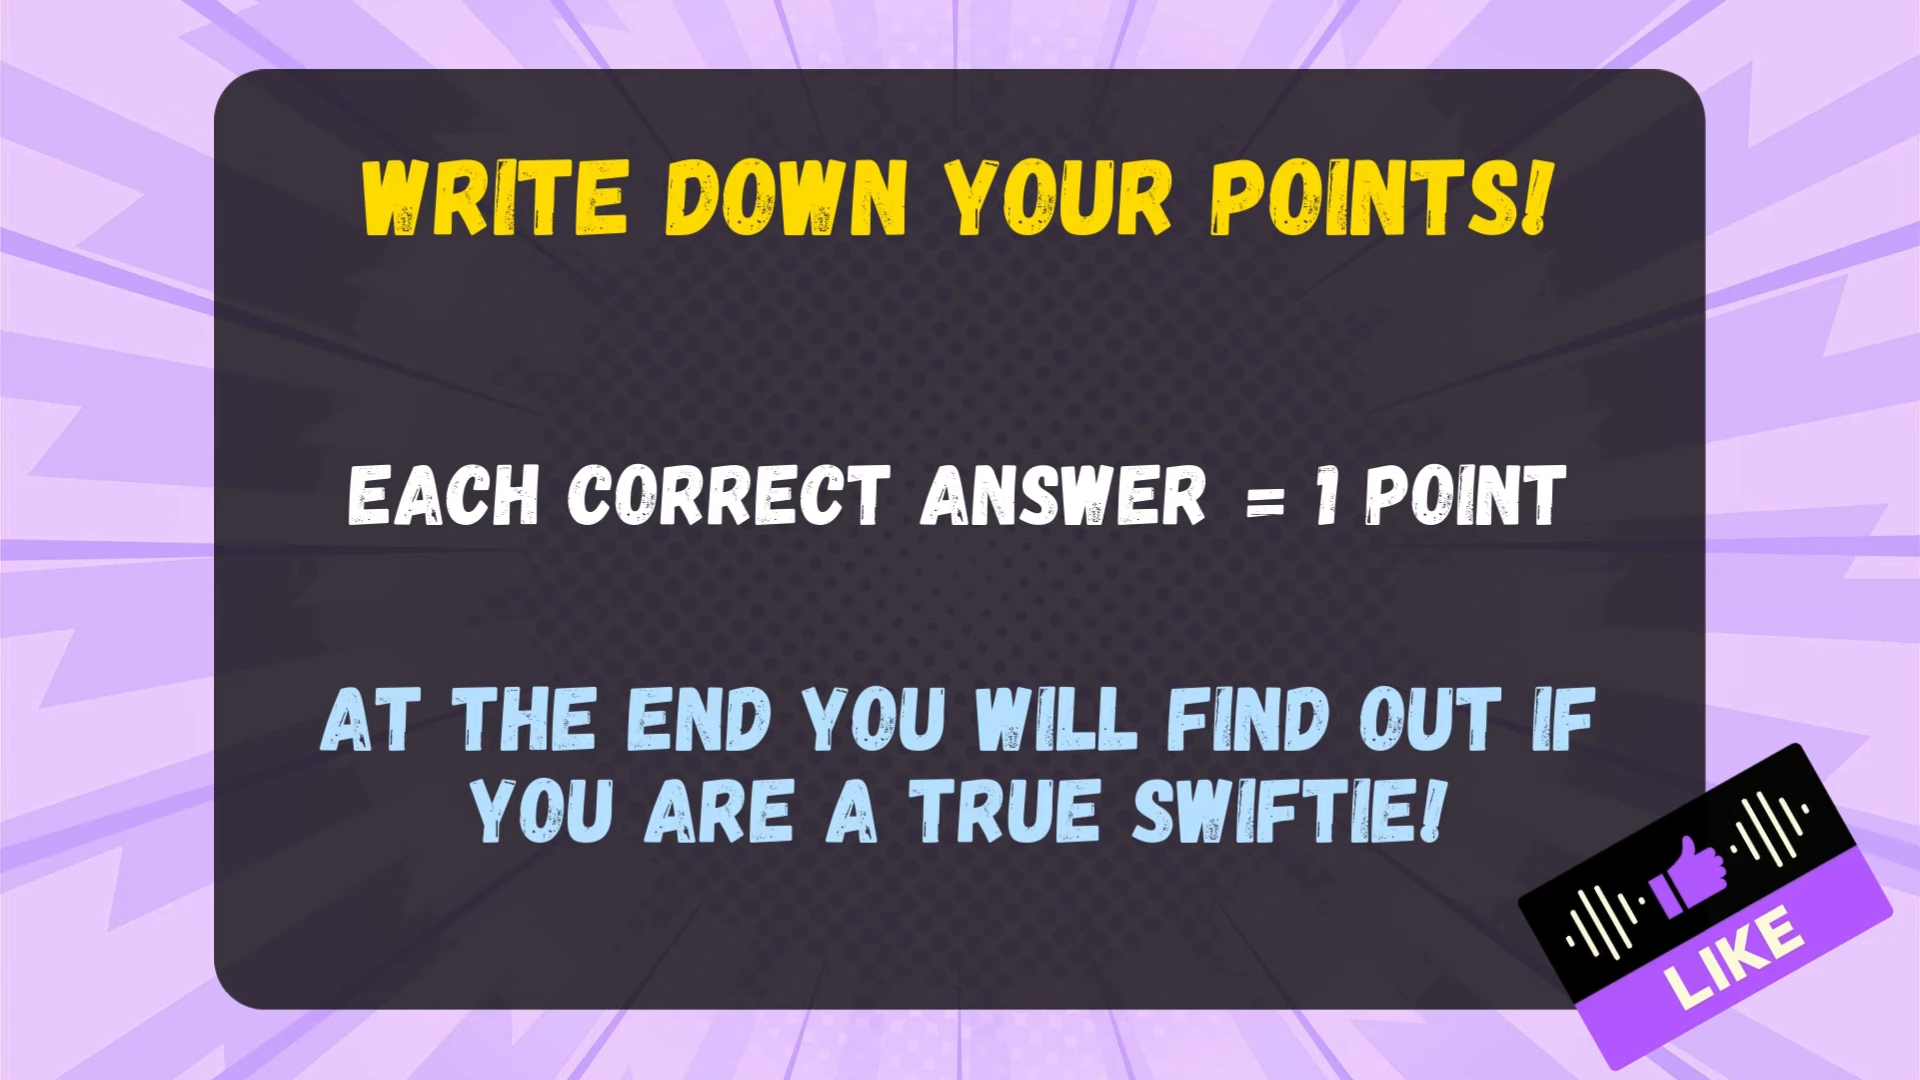 WRITE DOWN YOUR POINTS!
EACH CORRECT ANSWER = 1 POINT
AT THE END YOU WILL FIND OUT IF
YOU ARE A TRUE SWIFTIE!
LIKE